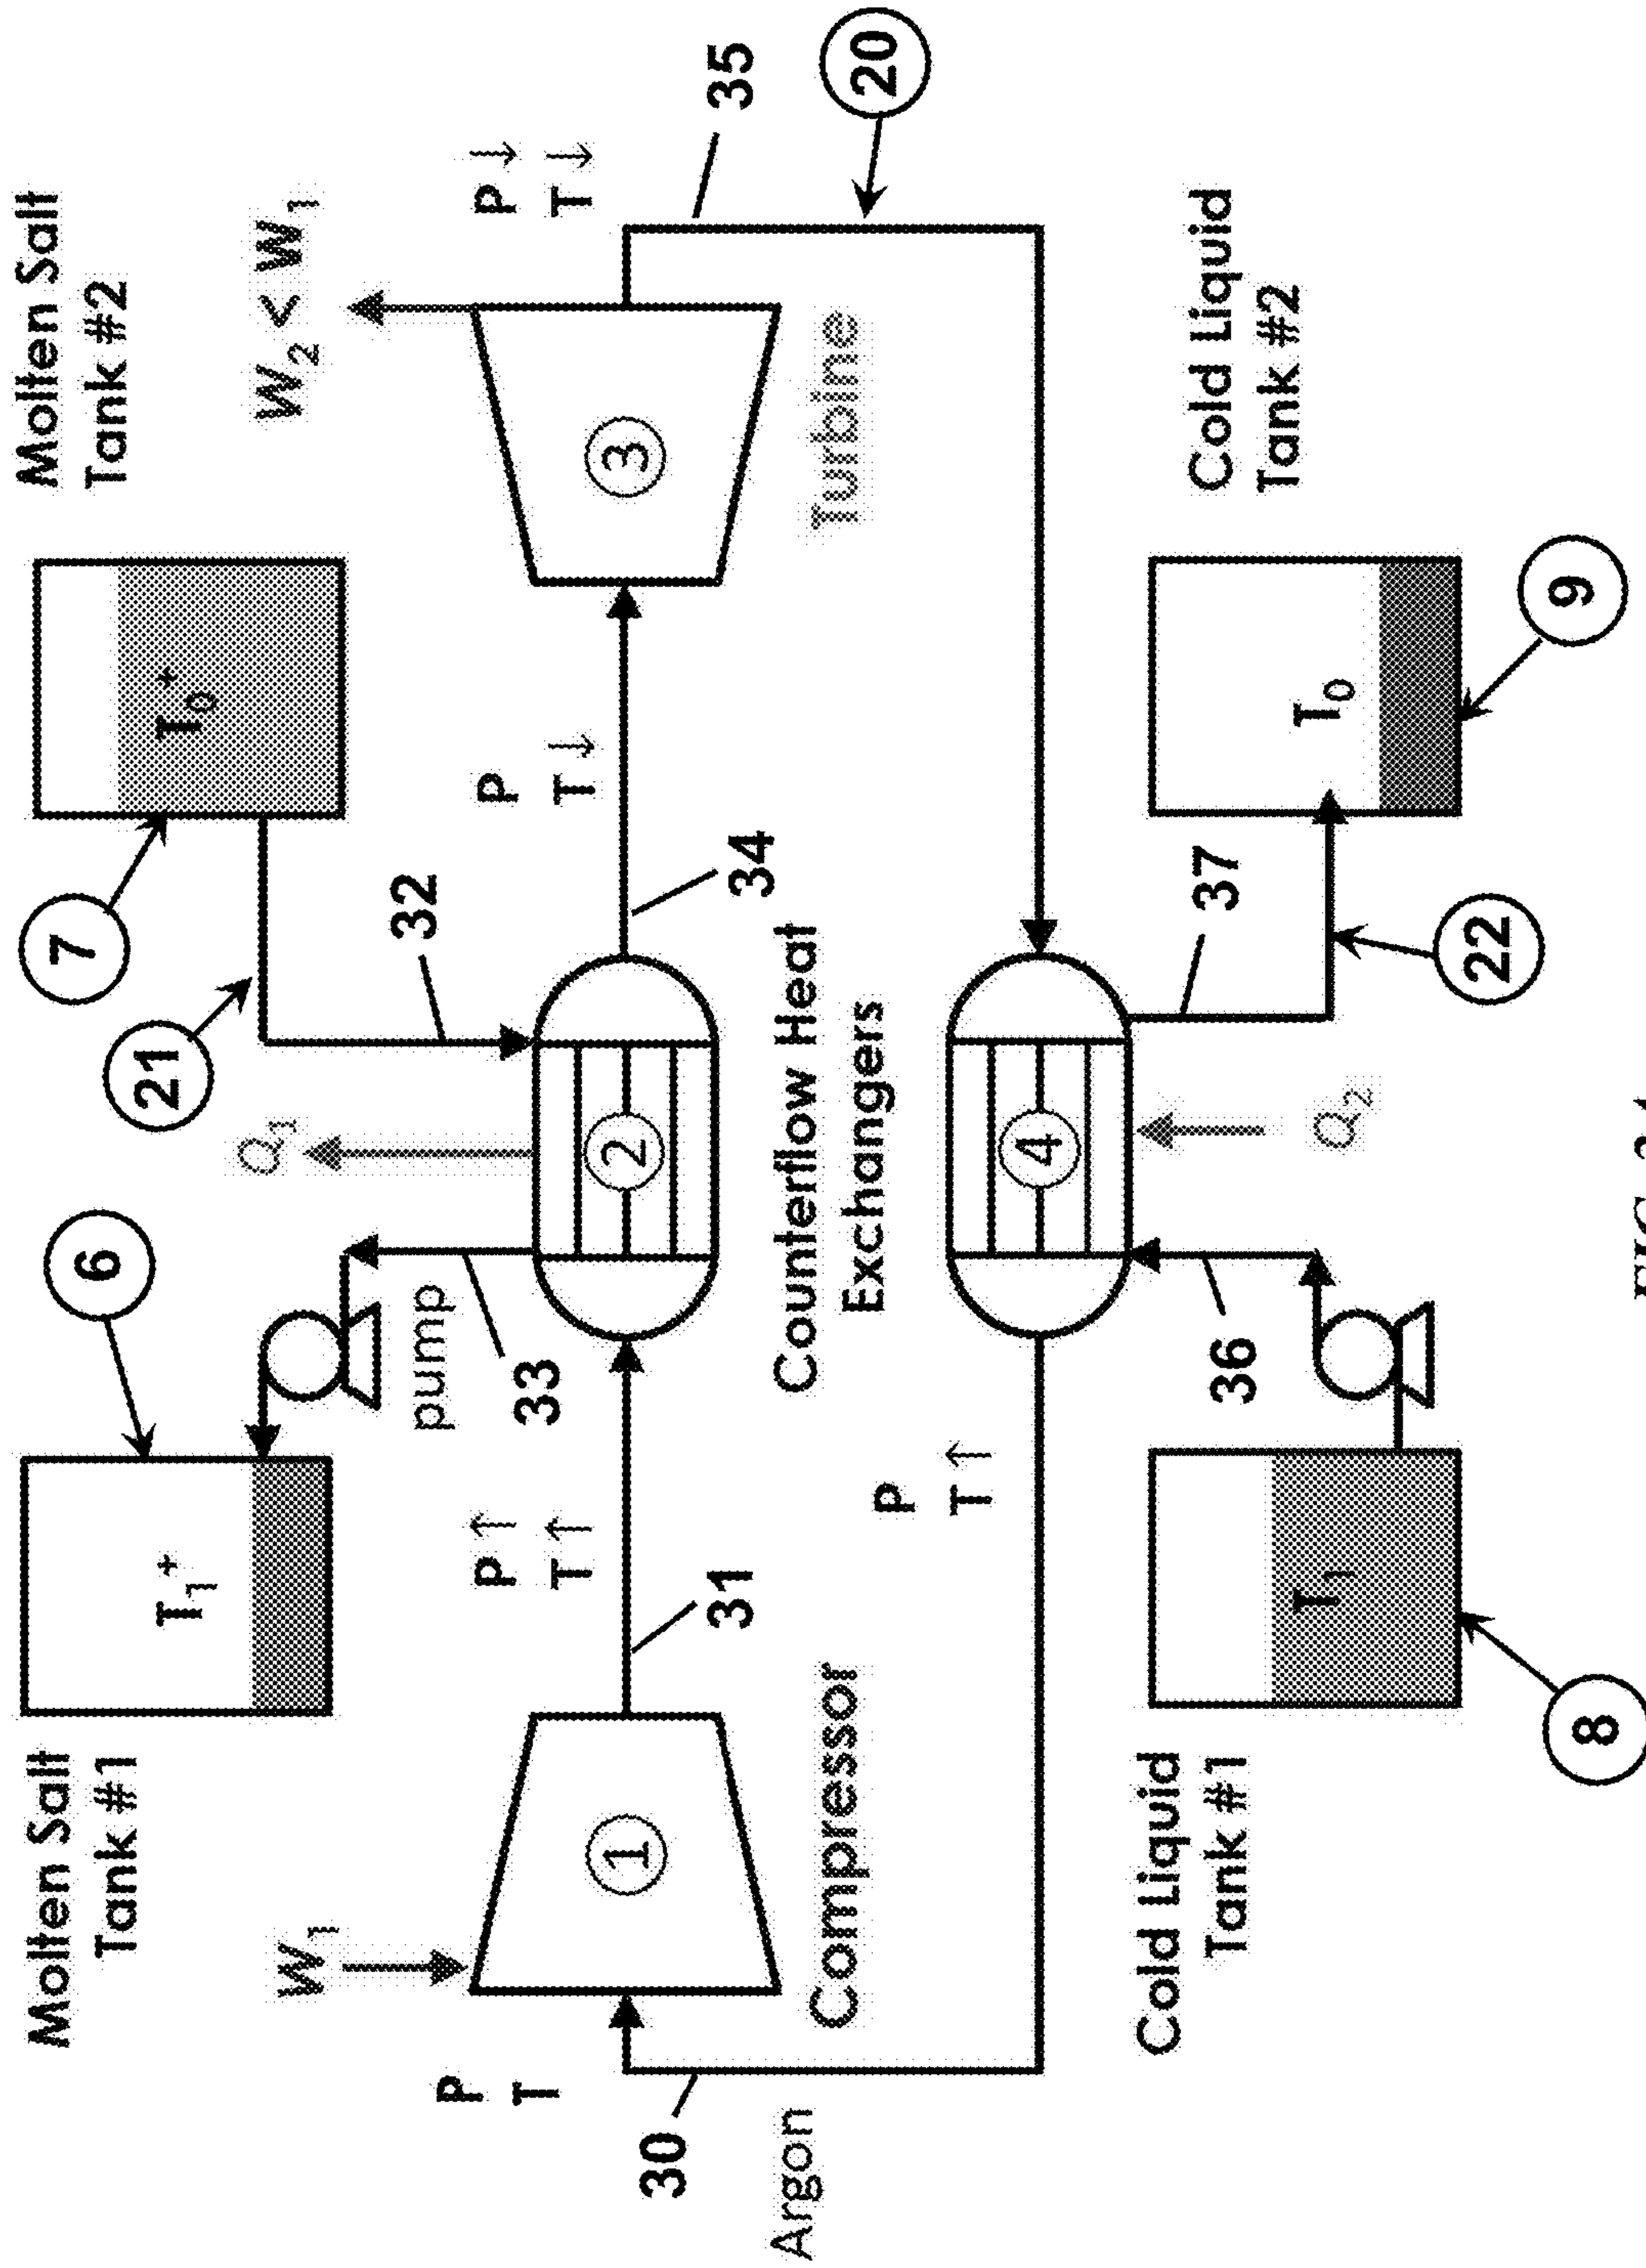 Molten Salt
Tank #1
6
Q₁
21
7
Molten Salt
Tank #2
W₁
T₁⁺
pump
33
32
T₀⁺
W₂ < W₁
P
T
P↑
T↑
2
P
T↓
P↓
T↓
1
3
30
31
34
35
Argon
Compressor
Counterflow Heat
Exchangers
Turbine
20
P
T↑
4
Cold Liquid
Tank #1
36
37
Cold Liquid
Tank #2
T₁
Q₂
T₀
8
22
9